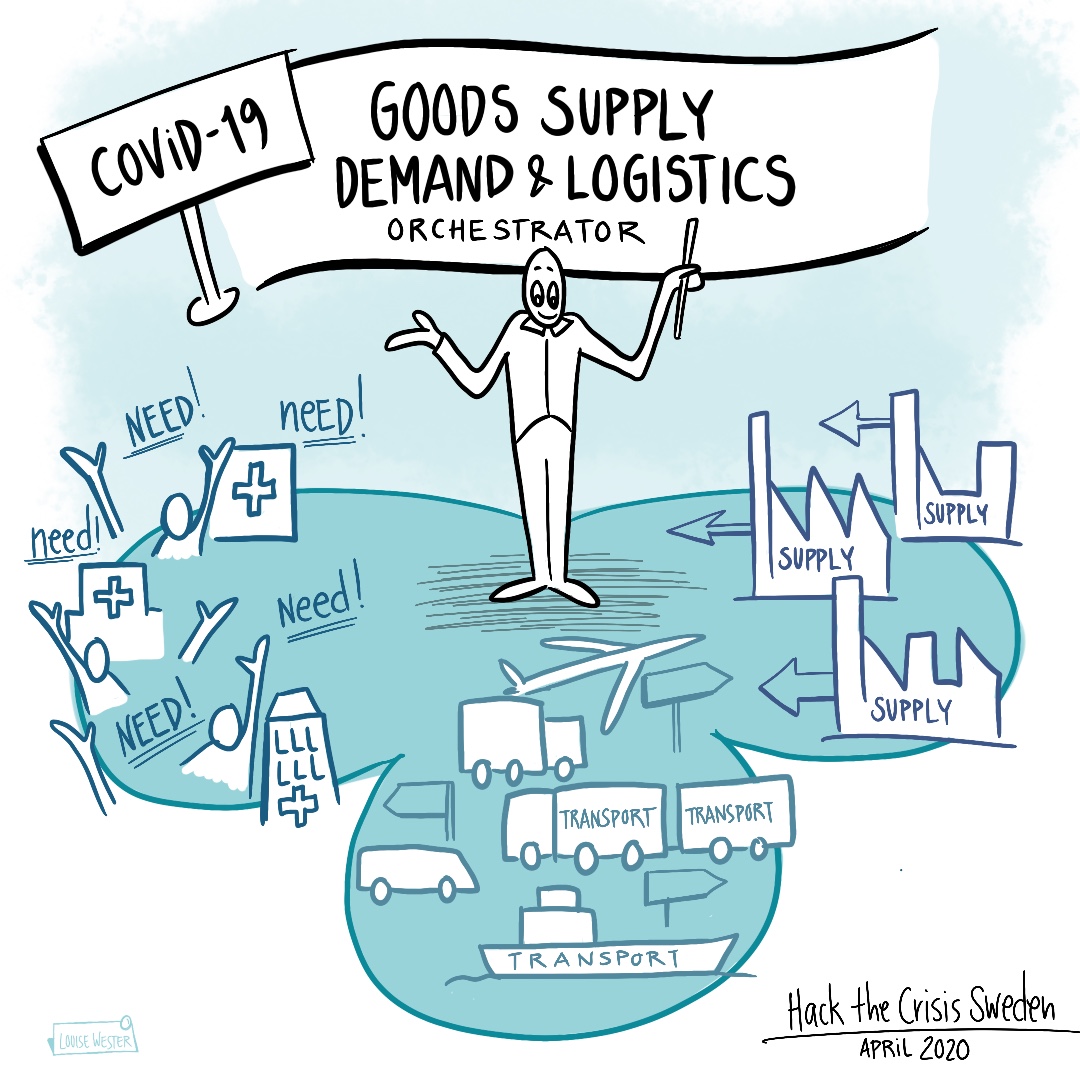 COViD-19
GOODS SUPPLY
DEMAND & LOGISTICS
ORCHESTRATOR
NEED!
nEED!
need!
Need!
NEED!
SUPPLY
SUPPLY
SUPPLY
TRANSPORT
TRANSPORT
TRANSPORT
Hack the Crisis Sweden
APRiL 2020
LOUISE WESTER